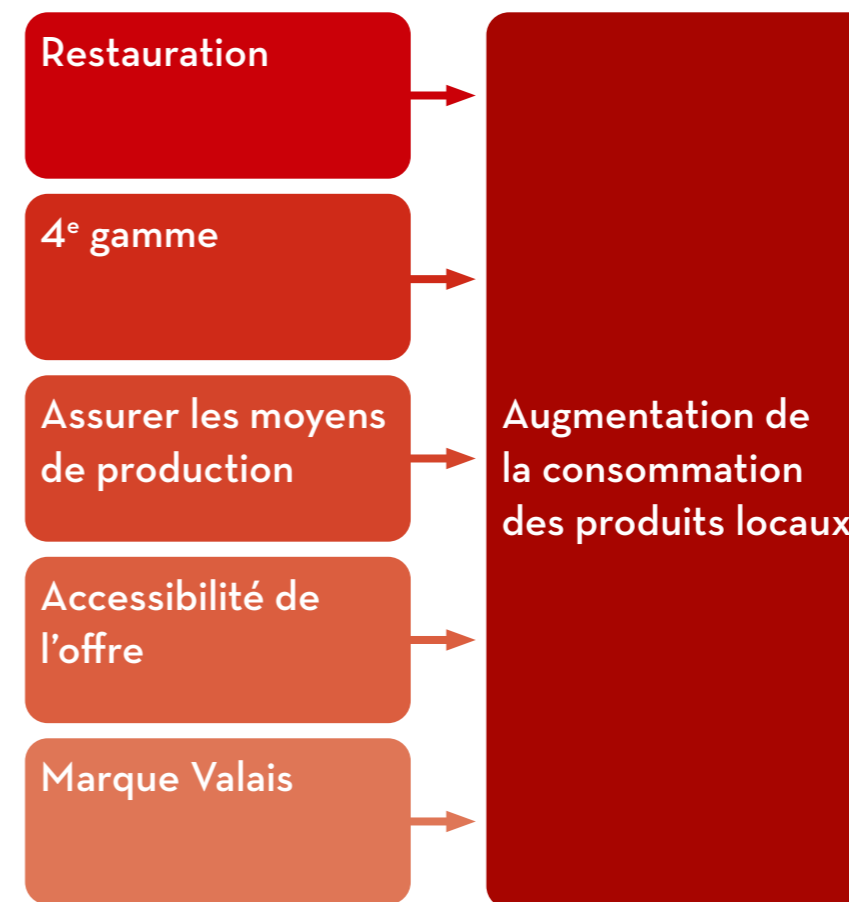 Restauration
4e gamme
Assurer les moyens
de production
Accessibilité de
l’offre
Marque Valais
Augmentation de
la consommation
des produits locaux